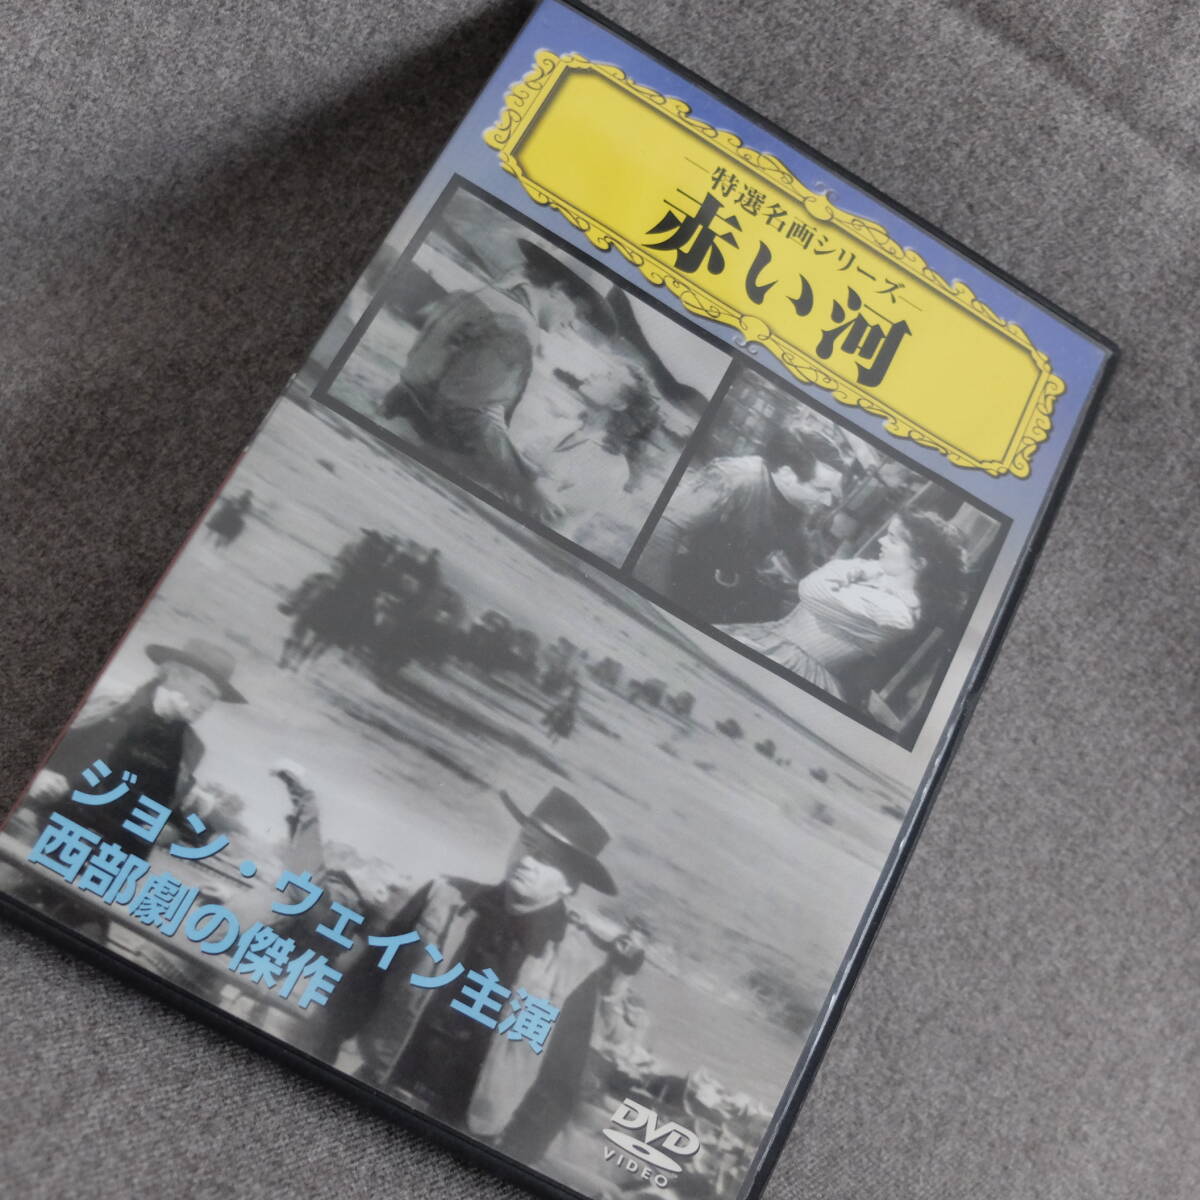 —特選名画シリーズ—
赤い河
ジョン・ウェイン主演
西部劇の傑作
DVD
VIDEO